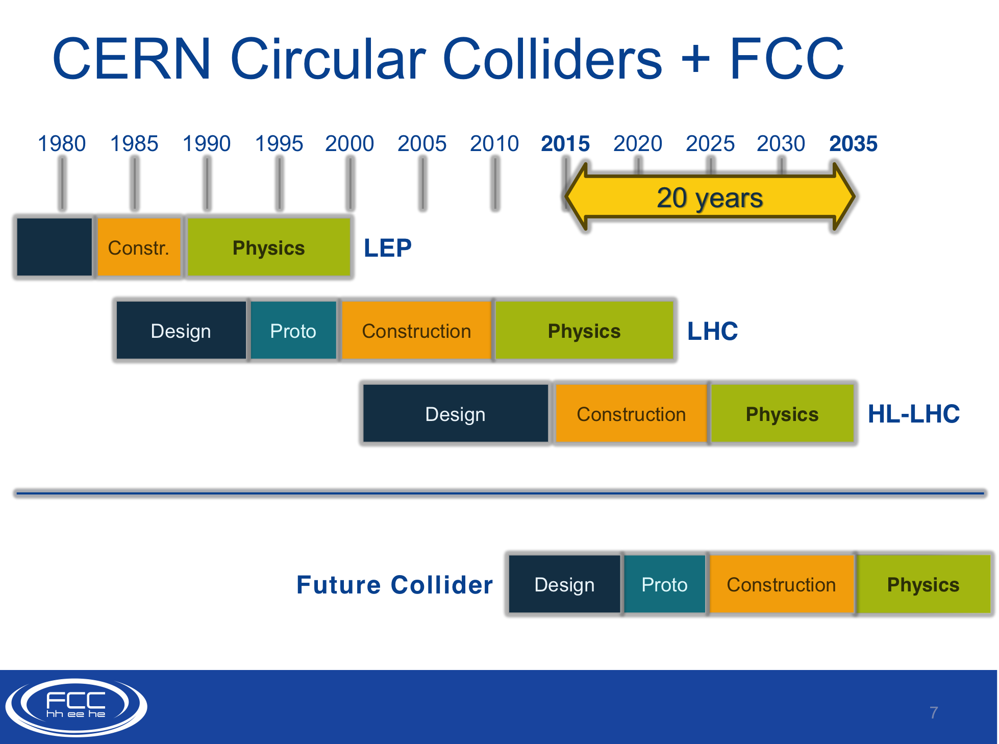 CERN Circular Colliders + FCC
1980 1985 1990 1995 2000 2005 2010 2015 2020 2025 2030 2035
20 years
Constr. Physics LEP
Design Proto Construction Physics LHC
Design Construction Physics HL-LHC
Future Collider Design Proto Construction Physics
FCC
hh ee he
7